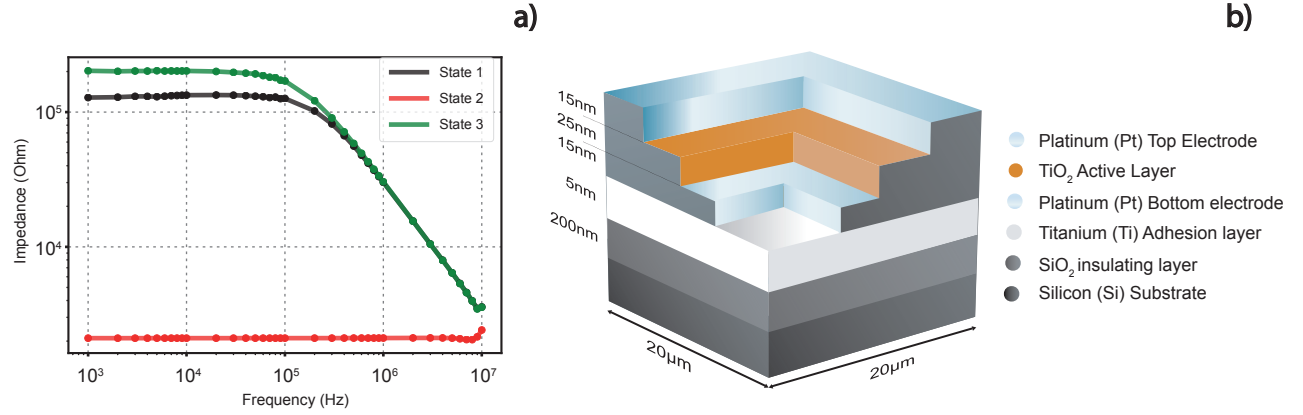 a)
b)
State 1
State 2
State 3
10⁵
10⁴
Impedance (Ohm)
10³
10⁴
10⁵
10⁶
10⁷
Frequency (Hz)
15nm
25nm
15nm
5nm
200nm
20µm
20µm
Platinum (Pt) Top Electrode
TiO₂ Active Layer
Platinum (Pt) Bottom electrode
Titanium (Ti) Adhesion layer
SiO₂ insulating layer
Silicon (Si) Substrate